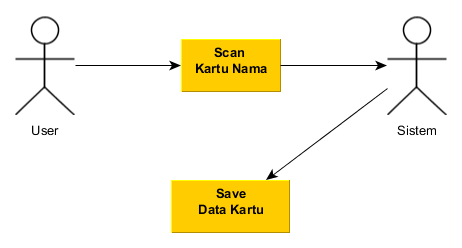 Scan
Kartu Nama
User
Sistem
Save
Data Kartu